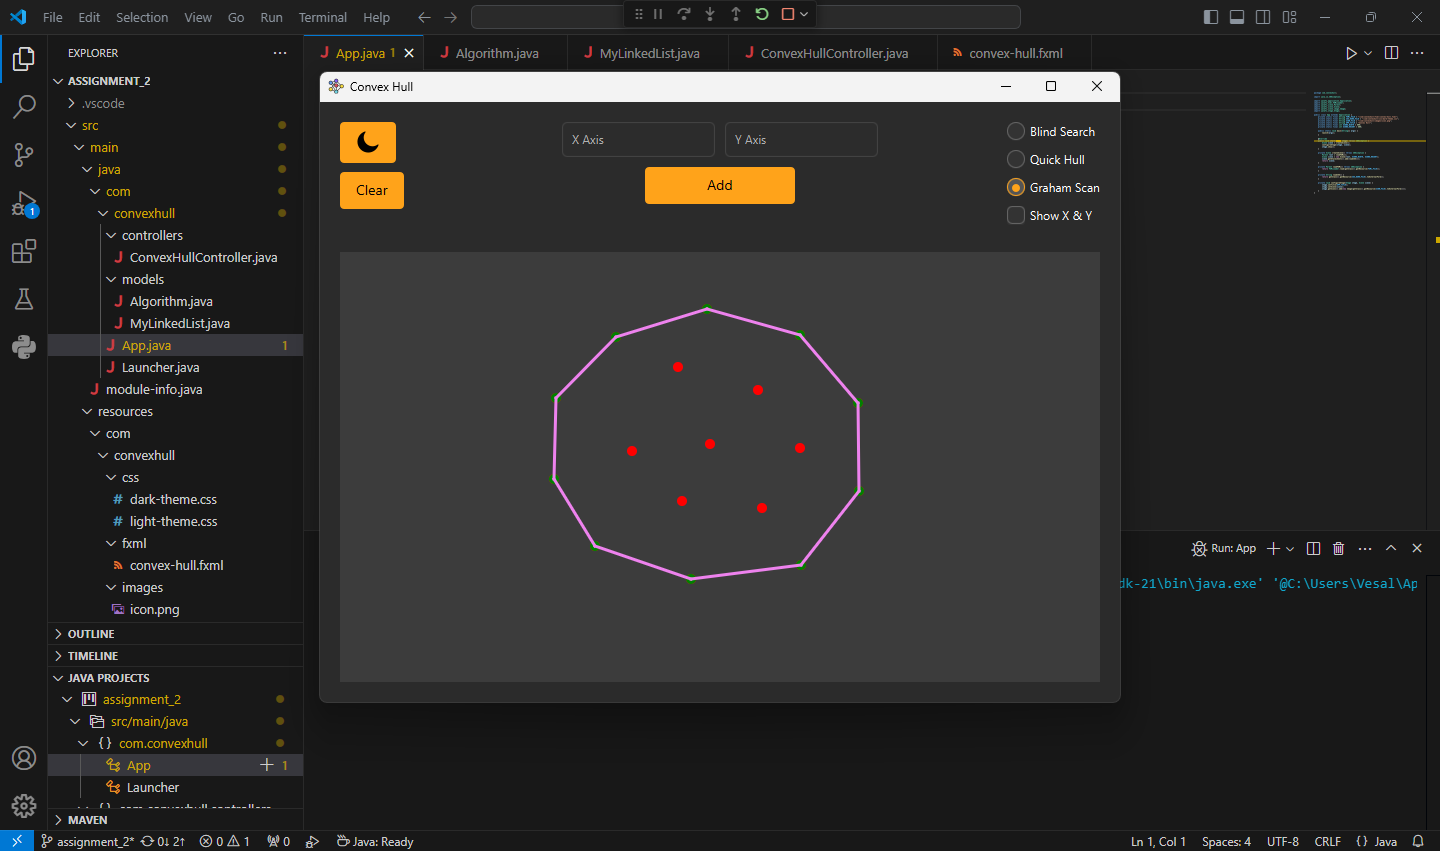 File Edit Selection View Go Run Terminal Help
EXPLORER
App.java 1
Algorithm.java
MyLinkedList.java
ConvexHullController.java
convex-hull.fxml
ASSIGNMENT_2
.vscode
src
main
java
com
convexhull
controllers
ConvexHullController.java
models
Algorithm.java
MyLinkedList.java
App.java 1
Launcher.java
module-info.java
resources
com
convexhull
css
# dark-theme.css
# light-theme.css
fxml
convex-hull.fxml
images
icon.png
OUTLINE
TIMELINE
JAVA PROJECTS
assignment_2
src/main/java
{ } com.convexhull
App 1
Launcher
{ } com.convexhull.controllers
MAVEN
1
Convex Hull
Clear
X Axis
Y Axis
Add
Blind Search
Quick Hull
Graham Scan
Show X & Y
Run: App
dk-21\bin\java.exe' '@C:\Users\Vesal\Ap
assignment_2* 0↓ 2↑ 0 1 0 Java: Ready
Ln 1, Col 1 Spaces: 4 UTF-8 CRLF { } Java